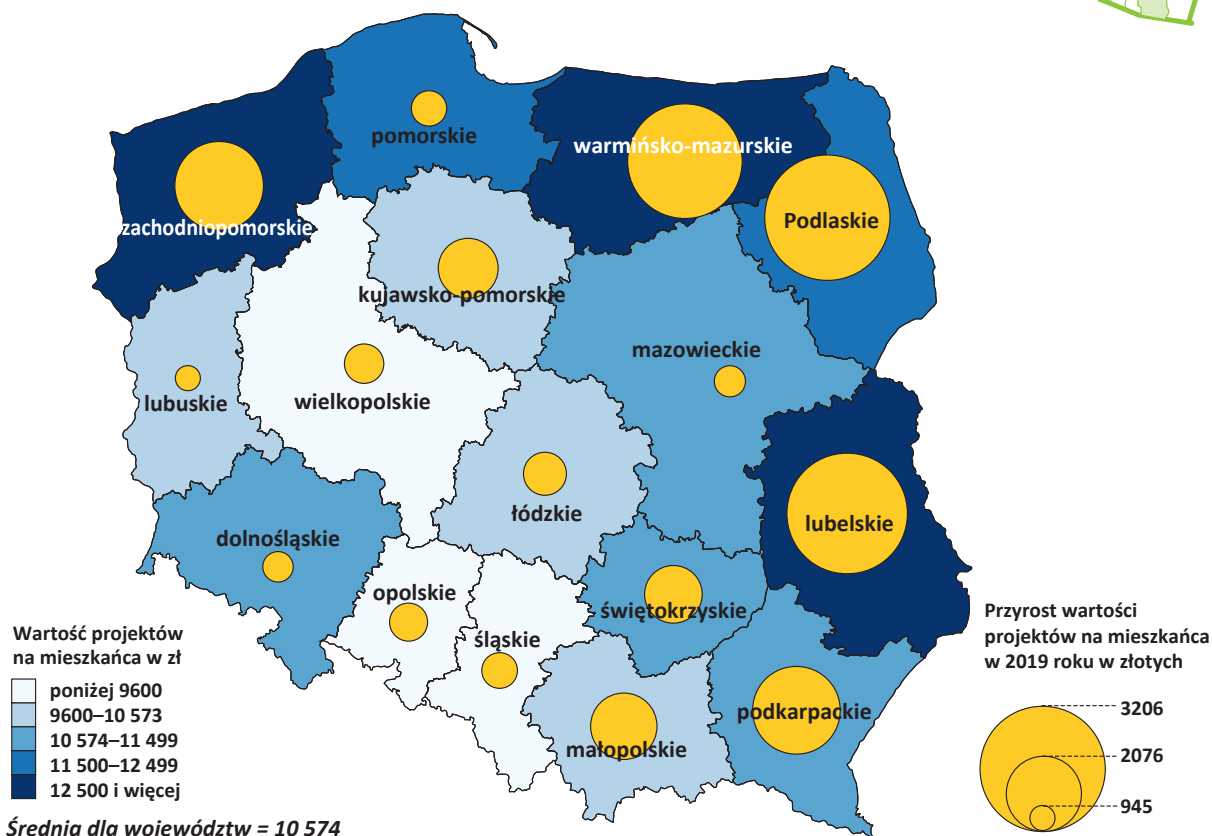 pomorskie
warmińsko-mazurskie
zachodniopomorskie
Podlaskie
kujawsko-pomorskie
mazowieckie
lubuskie
wielkopolskie
łódzkie
lubelskie
dolnośląskie
opolskie
świętokrzyskie
śląskie
podkarpackie
małopolskie
Wartość projektów
na mieszkańca w zł
poniżej 9600
9600–10 573
10 574–11 499
11 500–12 499
12 500 i więcej
Średnia dla województw = 10 574
Przyrost wartości
projektów na mieszkańca
w 2019 roku w złotych
3206
2076
945